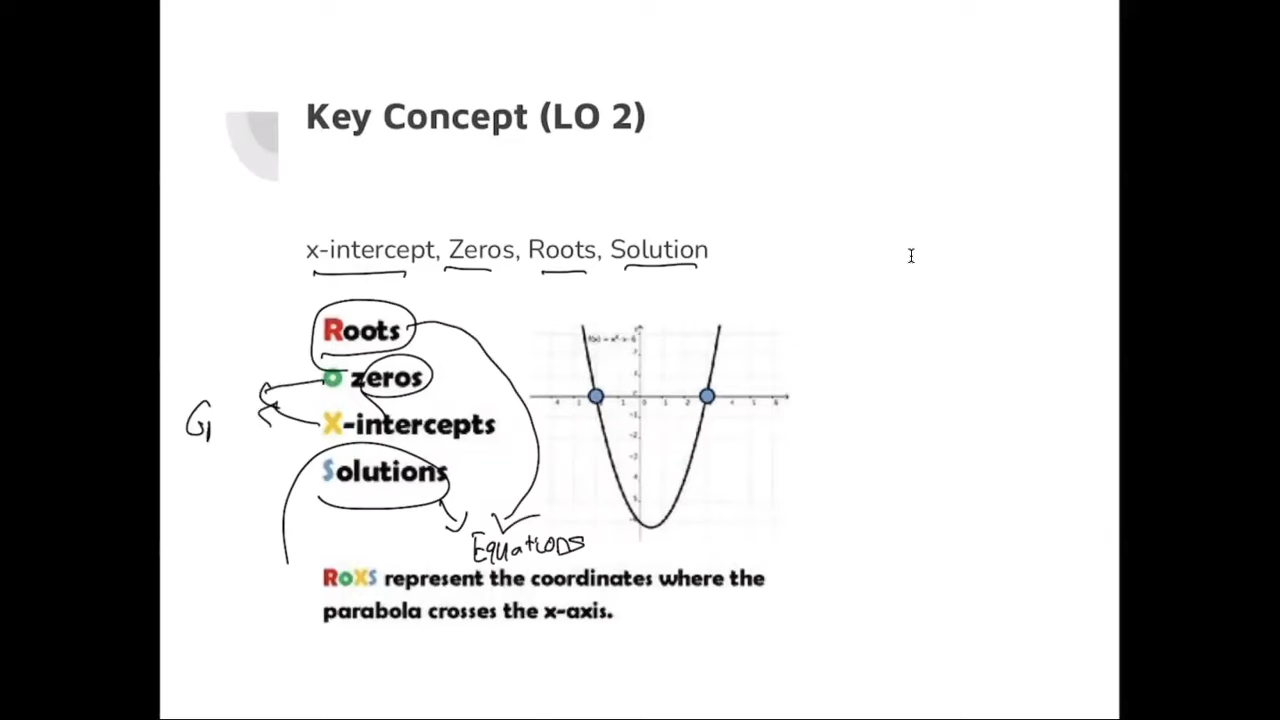 Key Concept (LO 2)
x-intercept, Zeros, Roots, Solution
Roots
0 zeros
X-intercepts
Solutions
G
Equations
RoXS represent the coordinates where the
parabola crosses the x-axis.